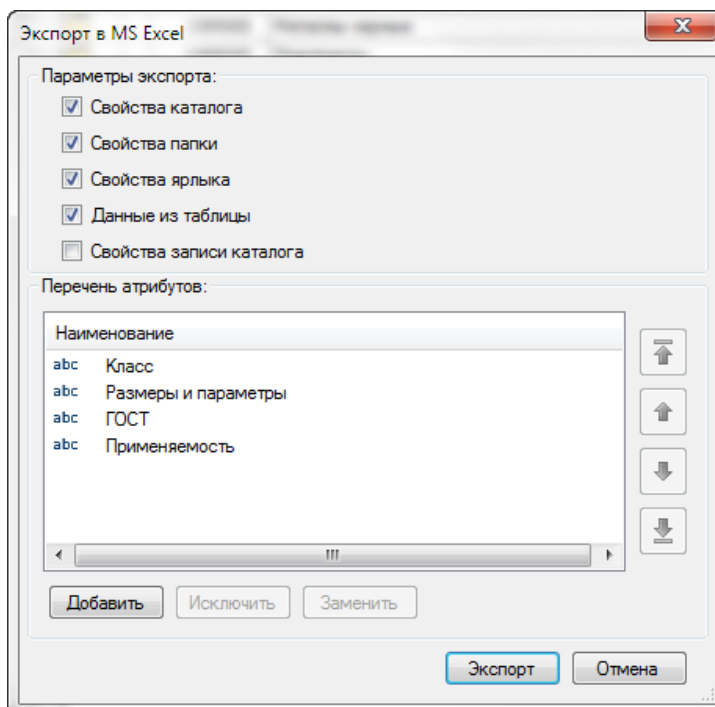 Экспорт в MS Excel
Параметры экспорта:
Свойства каталога
Свойства папки
Свойства ярлыка
Данные из таблицы
Свойства записи каталога
Перечень атрибутов:
Наименование
abc Класс
abc Размеры и параметры
abc ГОСТ
abc Применяемость
Добавить Исключить Заменить
Экспорт Отмена